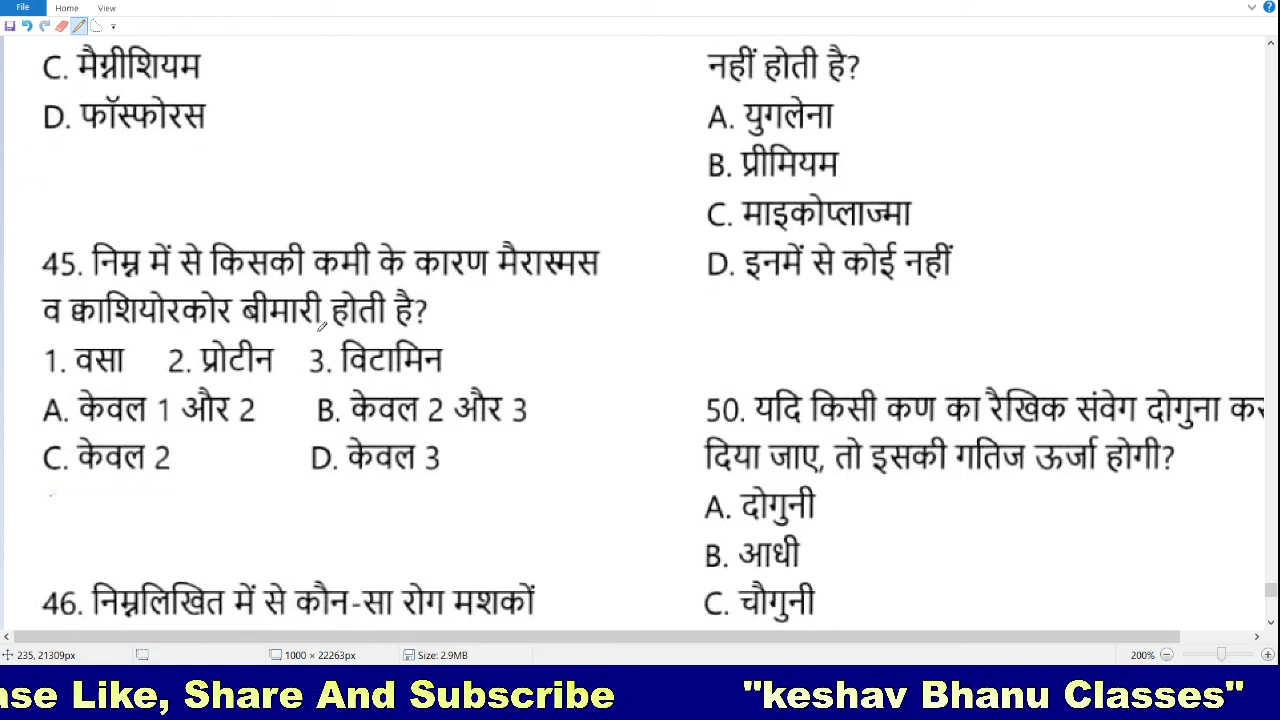 File Home View
C. मैग्नीशियम
D. फॉस्फोरस
45. निम्न में से किसकी कमी के कारण मैरास्मस
व क्वाशियोरकोर बीमारी होती है?
1. वसा 2. प्रोटीन 3. विटामिन
A. केवल 1 और 2 B. केवल 2 और 3
C. केवल 2 D. केवल 3
46. निम्नलिखित में से कौन-सा रोग मशकों
नहीं होती है?
A. युगलेना
B. प्रीमियम
C. माइकोप्लाज्मा
D. इनमें से कोई नहीं
50. यदि किसी कण का रैखिक संवेग दोगुना कर
दिया जाए, तो इसकी गतिज ऊर्जा होगी?
A. दोगुनी
B. आधी
C. चौगुनी
235, 21309px 1000 × 22263px Size: 2.9MB 200%
ase Like, Share And Subscribe "keshav Bhanu Classes"